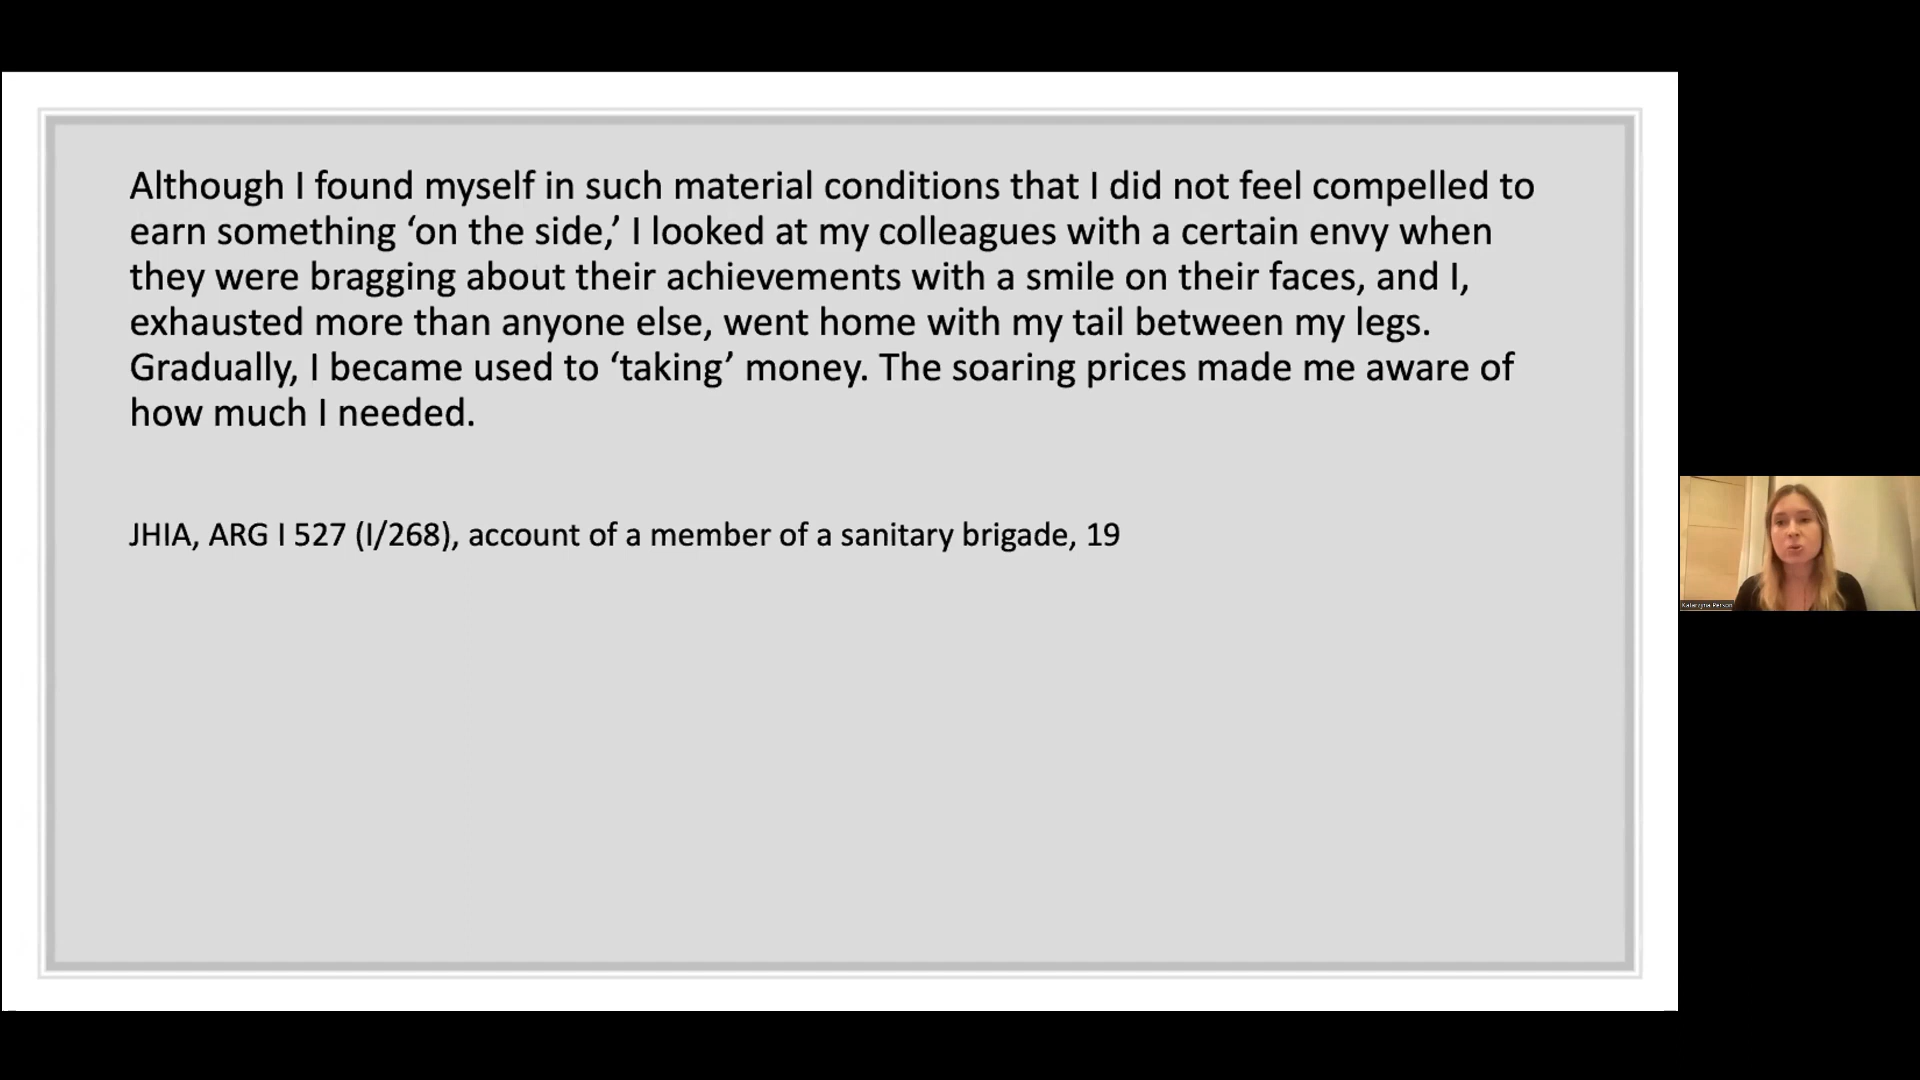 Although I found myself in such material conditions that I did not feel compelled to
earn something ‘on the side,’ I looked at my colleagues with a certain envy when
they were bragging about their achievements with a smile on their faces, and I,
exhausted more than anyone else, went home with my tail between my legs.
Gradually, I became used to ‘taking’ money. The soaring prices made me aware of
how much I needed.
JHIA, ARG I 527 (I/268), account of a member of a sanitary brigade, 19
Katarzyna Person